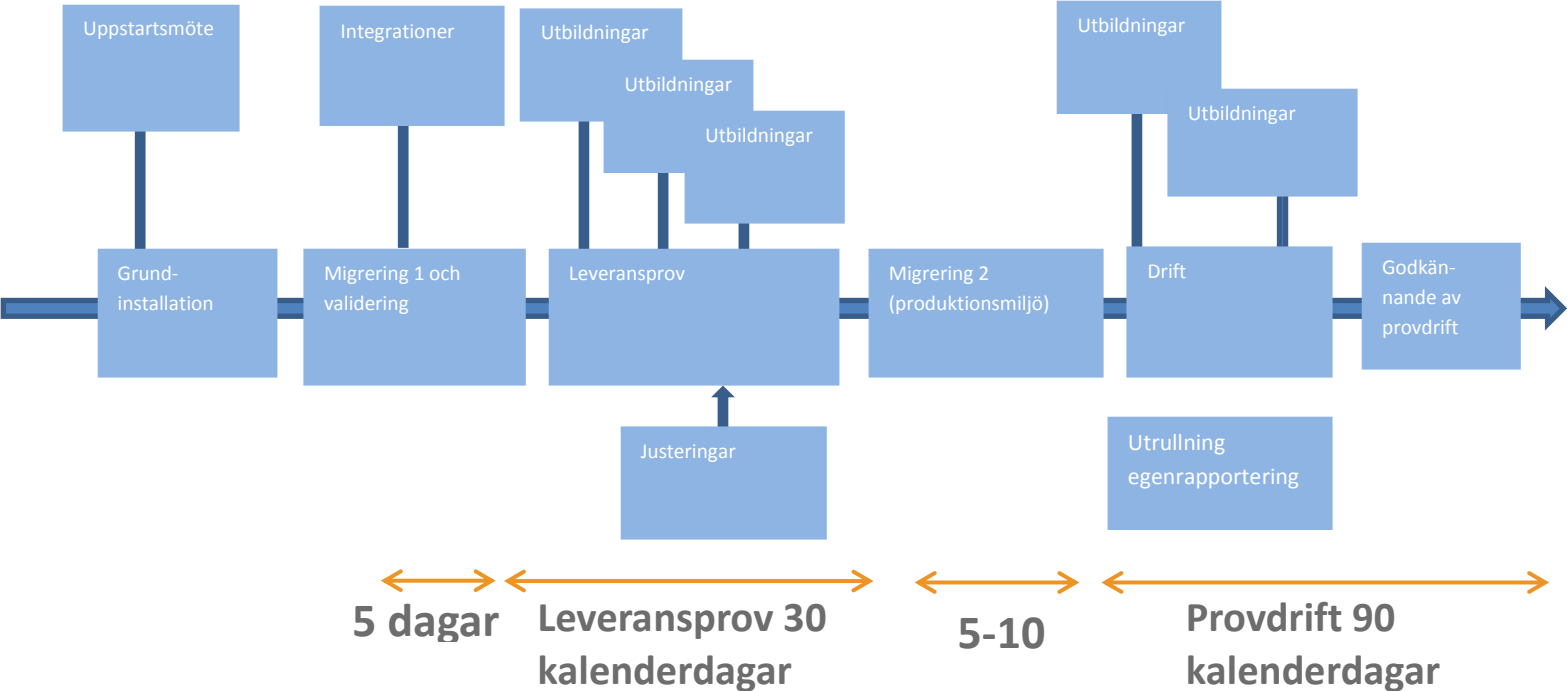 Uppstartsmöte
Integrationer
Utbildningar
Utbildningar
Utbildningar
Utbildningar
Utbildningar
Grund-
installation
Migrering 1 och
validering
Leveransprov
Migrering 2
(produktionsmiljö)
Drift
Godkän-
nande av
provdrift
Justeringar
Utrullning
egenrapportering
5 dagar
Leveransprov 30
kalenderdagar
5-10
Provdrift 90
kalenderdagar